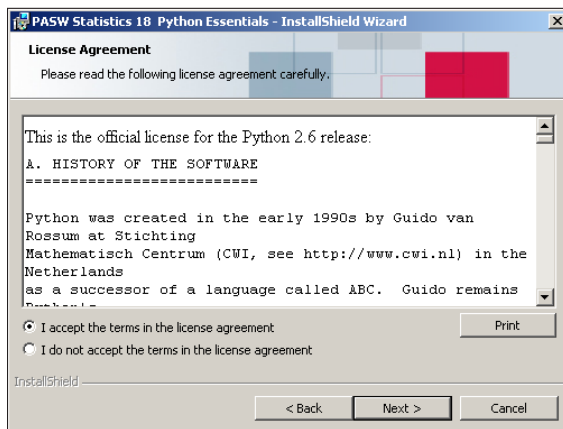 PASW Statistics 18 Python Essentials - InstallShield Wizard
License Agreement
Please read the following license agreement carefully.
This is the official license for the Python 2.6 release:
A. HISTORY OF THE SOFTWARE
==========================
Python was created in the early 1990s by Guido van
Rossum at Stichting
Mathematisch Centrum (CWI, see http://www.cwi.nl) in the
Netherlands
as a successor of a language called ABC. Guido remains
Python's
I accept the terms in the license agreement
Print
I do not accept the terms in the license agreement
InstallShield
< Back
Next >
Cancel